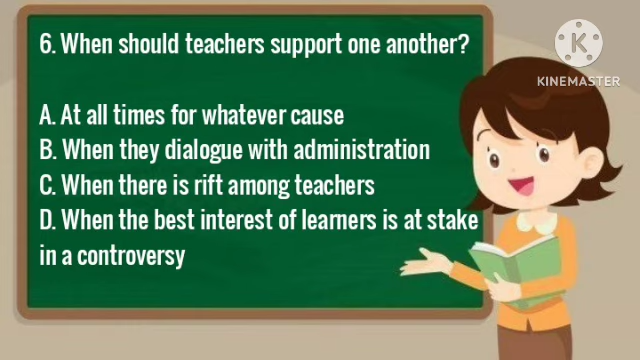 6. When should teachers support one another?
KINEMASTER
A. At all times for whatever cause
B. When they dialogue with administration
C. When there is rift among teachers
D. When the best interest of learners is at stake
in a controversy